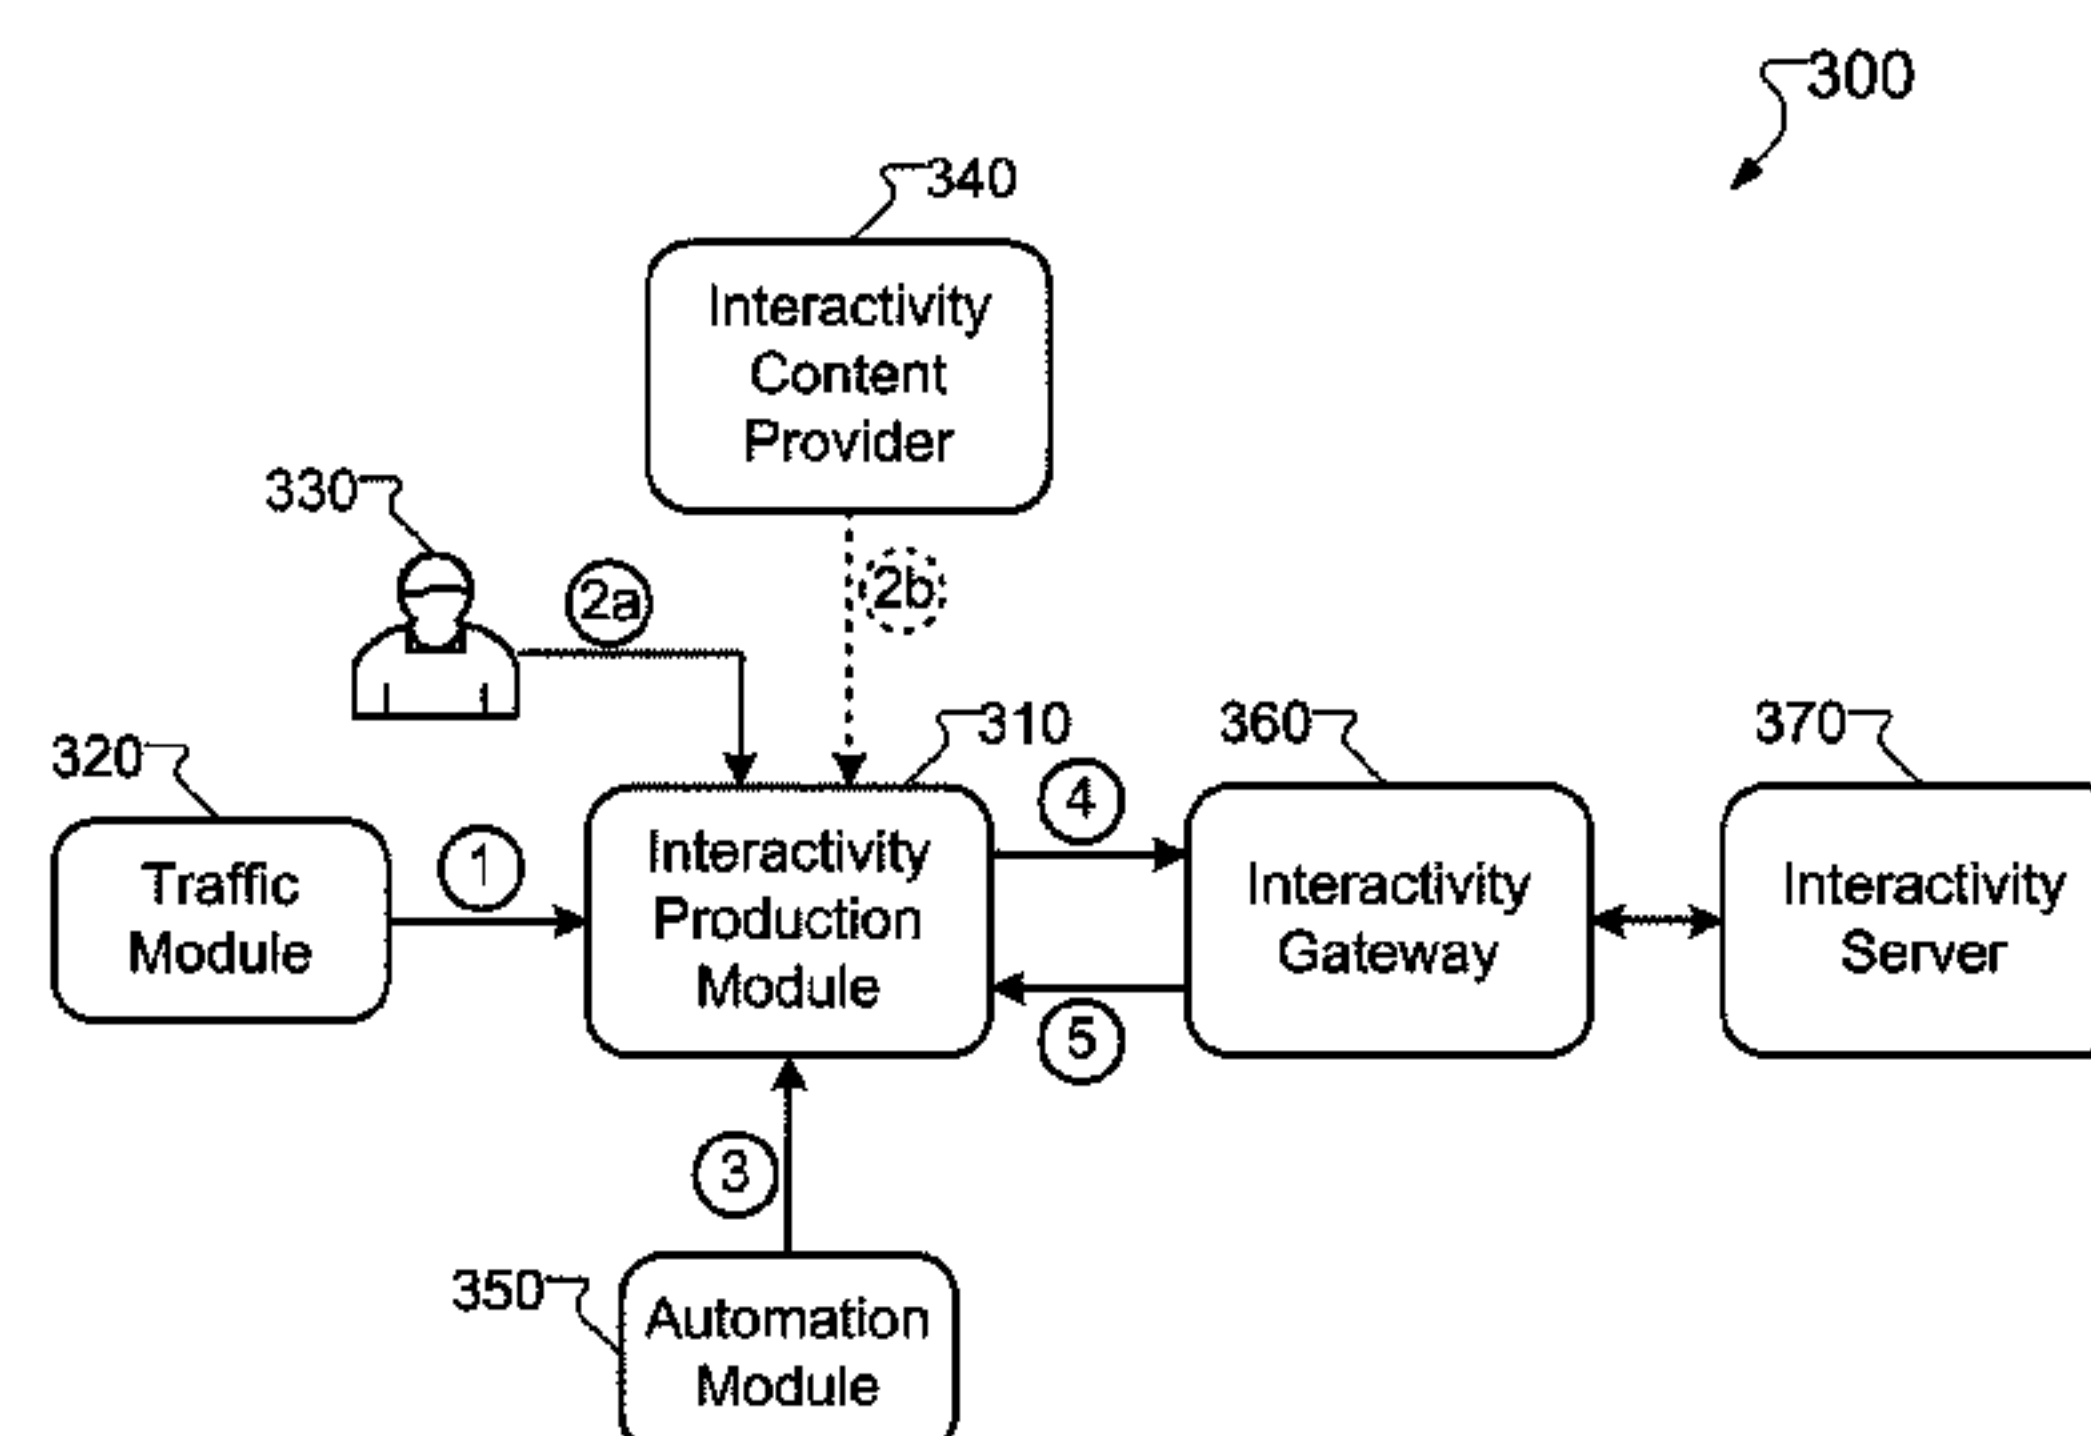 300
340
Interactivity
Content
Provider
330
2a
2b
320
310
360
370
Traffic
Module
1
Interactivity
Production
Module
4
5
Interactivity
Gateway
Interactivity
Server
3
350
Automation
Module